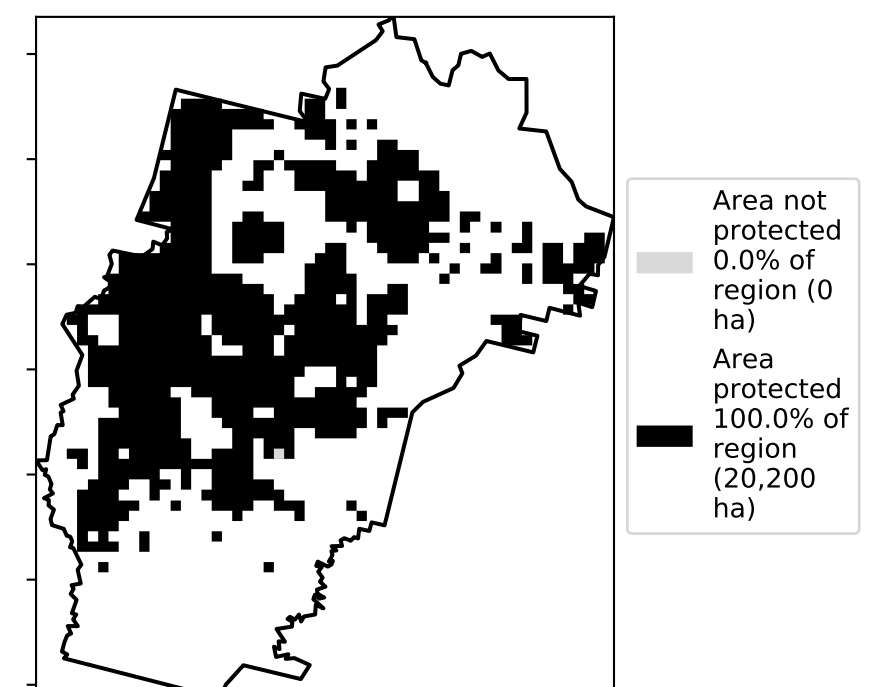 Area not
protected
0.0% of
region (0
ha)
Area
protected
100.0% of
region
(20,200
ha)